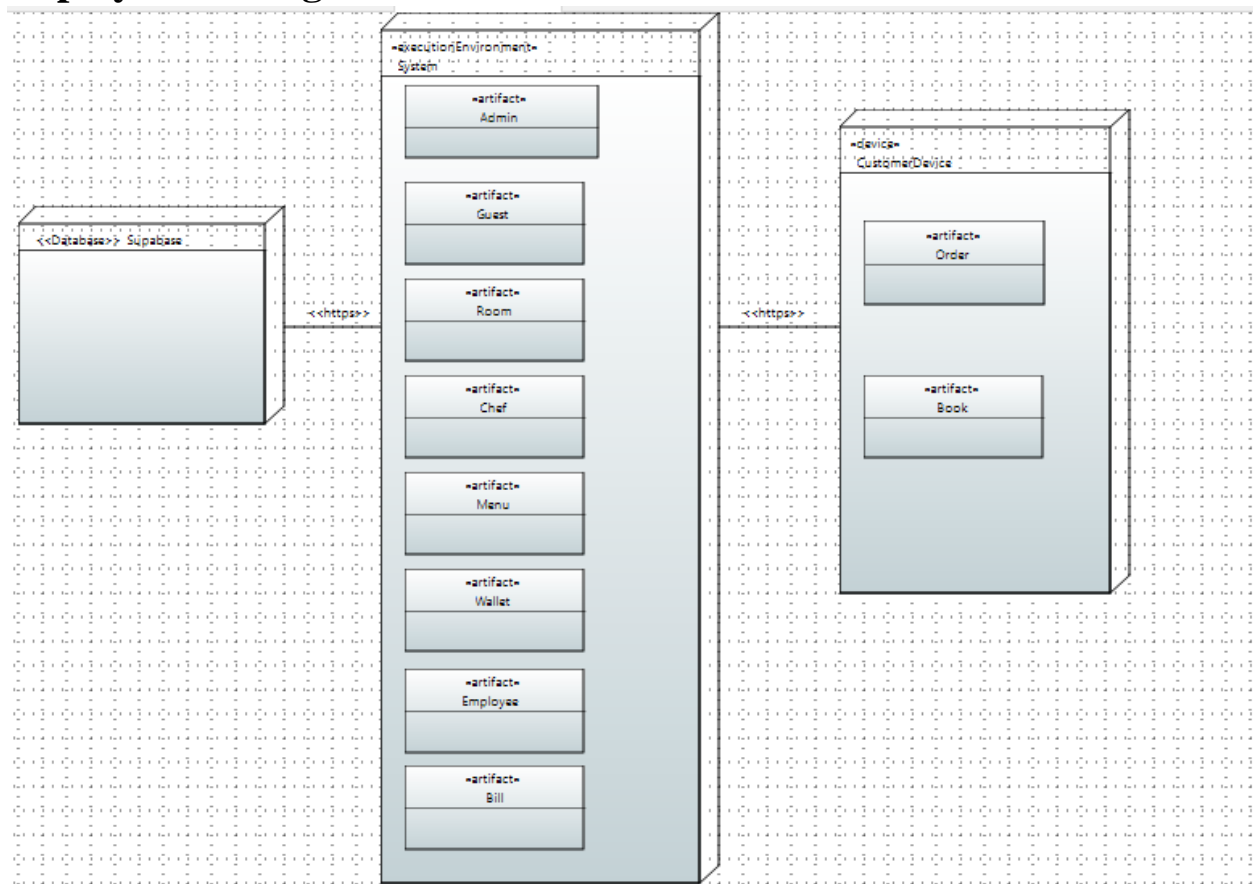 «executionEnvironment»
System
«artifact»
Admin
«artifact»
Guest
«artifact»
Room
«artifact»
Chef
«artifact»
Menu
«artifact»
Wallet
«artifact»
Employee
«artifact»
Bill
<<Database>> Supabase
<<https>>
<<https>>
«device»
CustomerDevice
«artifact»
Order
«artifact»
Book